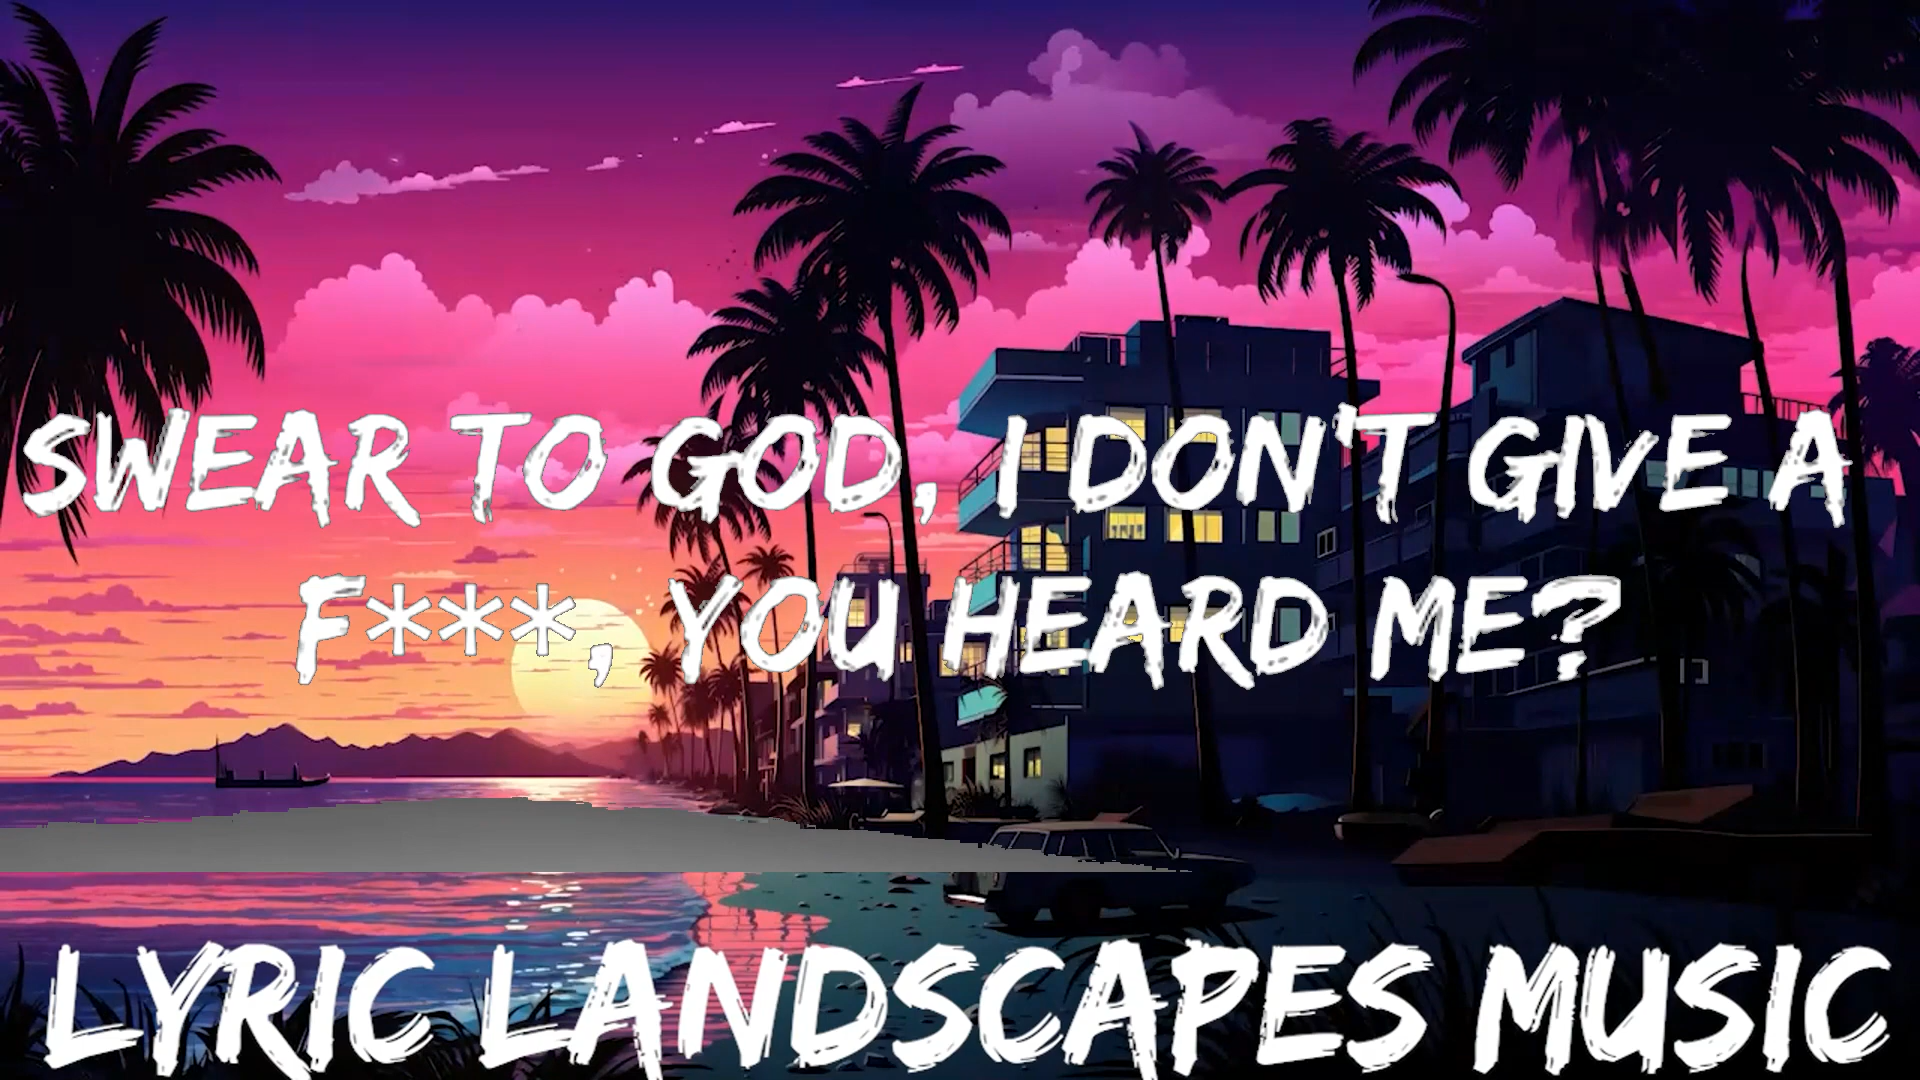 SWEAR TO GOD, I DON'T GIVE A
F***, YOU HEARD ME?
LYRIC LANDSCAPES MUSIC